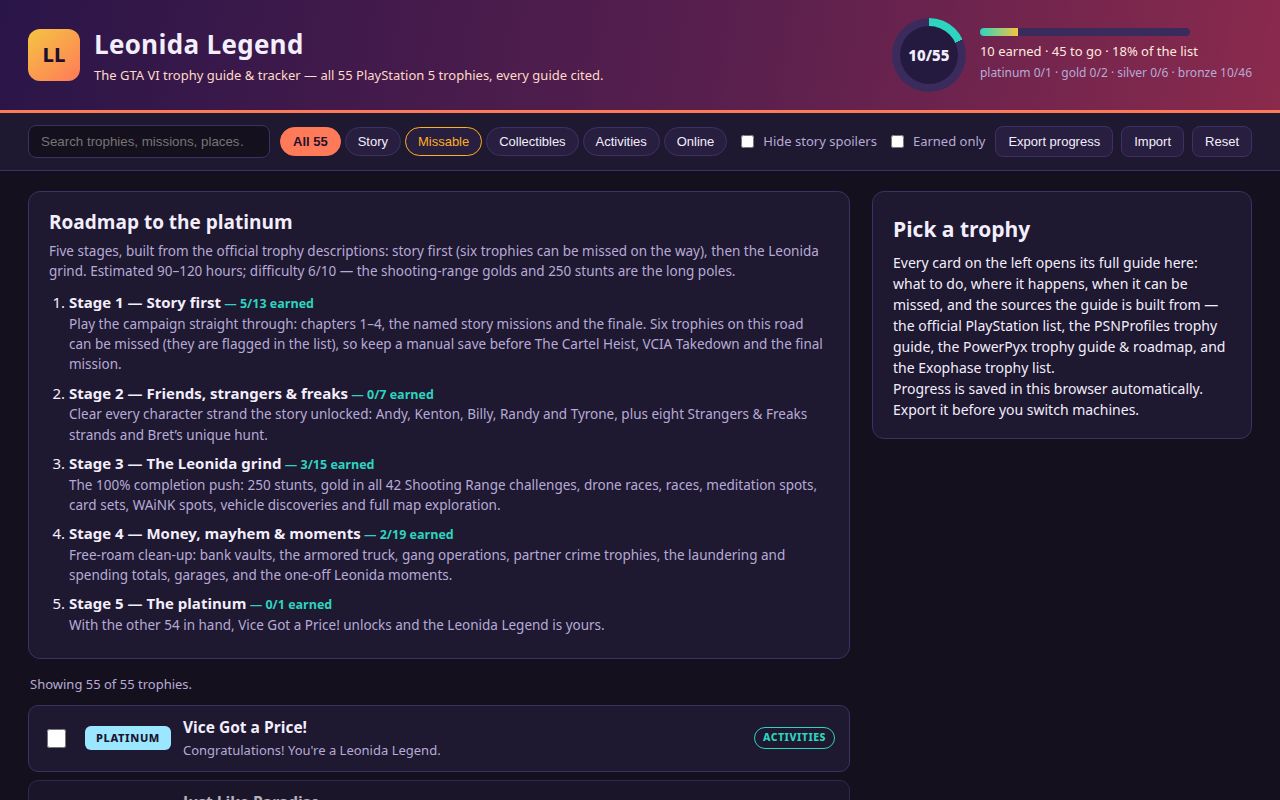 LL
Leonida Legend
The GTA VI trophy guide & tracker — all 55 PlayStation 5 trophies, every guide cited.
10/55
10 earned · 45 to go · 18% of the list
platinum 0/1 · gold 0/2 · silver 0/6 · bronze 10/46
Search trophies, missions, places.
All 55
Story
Missable
Collectibles
Activities
Online
Hide story spoilers
Earned only
Export progress
Import
Reset
Roadmap to the platinum
Five stages, built from the official trophy descriptions: story first (six trophies can be missed on the way), then the Leonida
grind. Estimated 90–120 hours; difficulty 6/10 — the shooting-range golds and 250 stunts are the long poles.
1. Stage 1 — Story first — 5/13 earned
Play the campaign straight through: chapters 1–4, the named story missions and the finale. Six trophies on this road
can be missed (they are flagged in the list), so keep a manual save before The Cartel Heist, VCIA Takedown and the final
mission.
2. Stage 2 — Friends, strangers & freaks — 0/7 earned
Clear every character strand the story unlocked: Andy, Kenton, Billy, Randy and Tyrone, plus eight Strangers & Freaks
strands and Bret's unique hunt.
3. Stage 3 — The Leonida grind — 3/15 earned
The 100% completion push: 250 stunts, gold in all 42 Shooting Range challenges, drone races, races, meditation spots,
card sets, WAiNK spots, vehicle discoveries and full map exploration.
4. Stage 4 — Money, mayhem & moments — 2/19 earned
Free-roam clean-up: bank vaults, the armored truck, gang operations, partner crime trophies, the laundering and
spending totals, garages, and the one-off Leonida moments.
5. Stage 5 — The platinum — 0/1 earned
With the other 54 in hand, Vice Got a Price! unlocks and the Leonida Legend is yours.
Pick a trophy
Every card on the left opens its full guide here:
what to do, where it happens, when it can be
missed, and the sources the guide is built from —
the official PlayStation list, the PSNProfiles trophy
guide, the PowerPyx trophy guide & roadmap, and
the Exophase trophy list.
Progress is saved in this browser automatically.
Export it before you switch machines.
Showing 55 of 55 trophies.
PLATINUM
Vice Got a Price!
Congratulations! You're a Leonida Legend.
ACTIVITIES